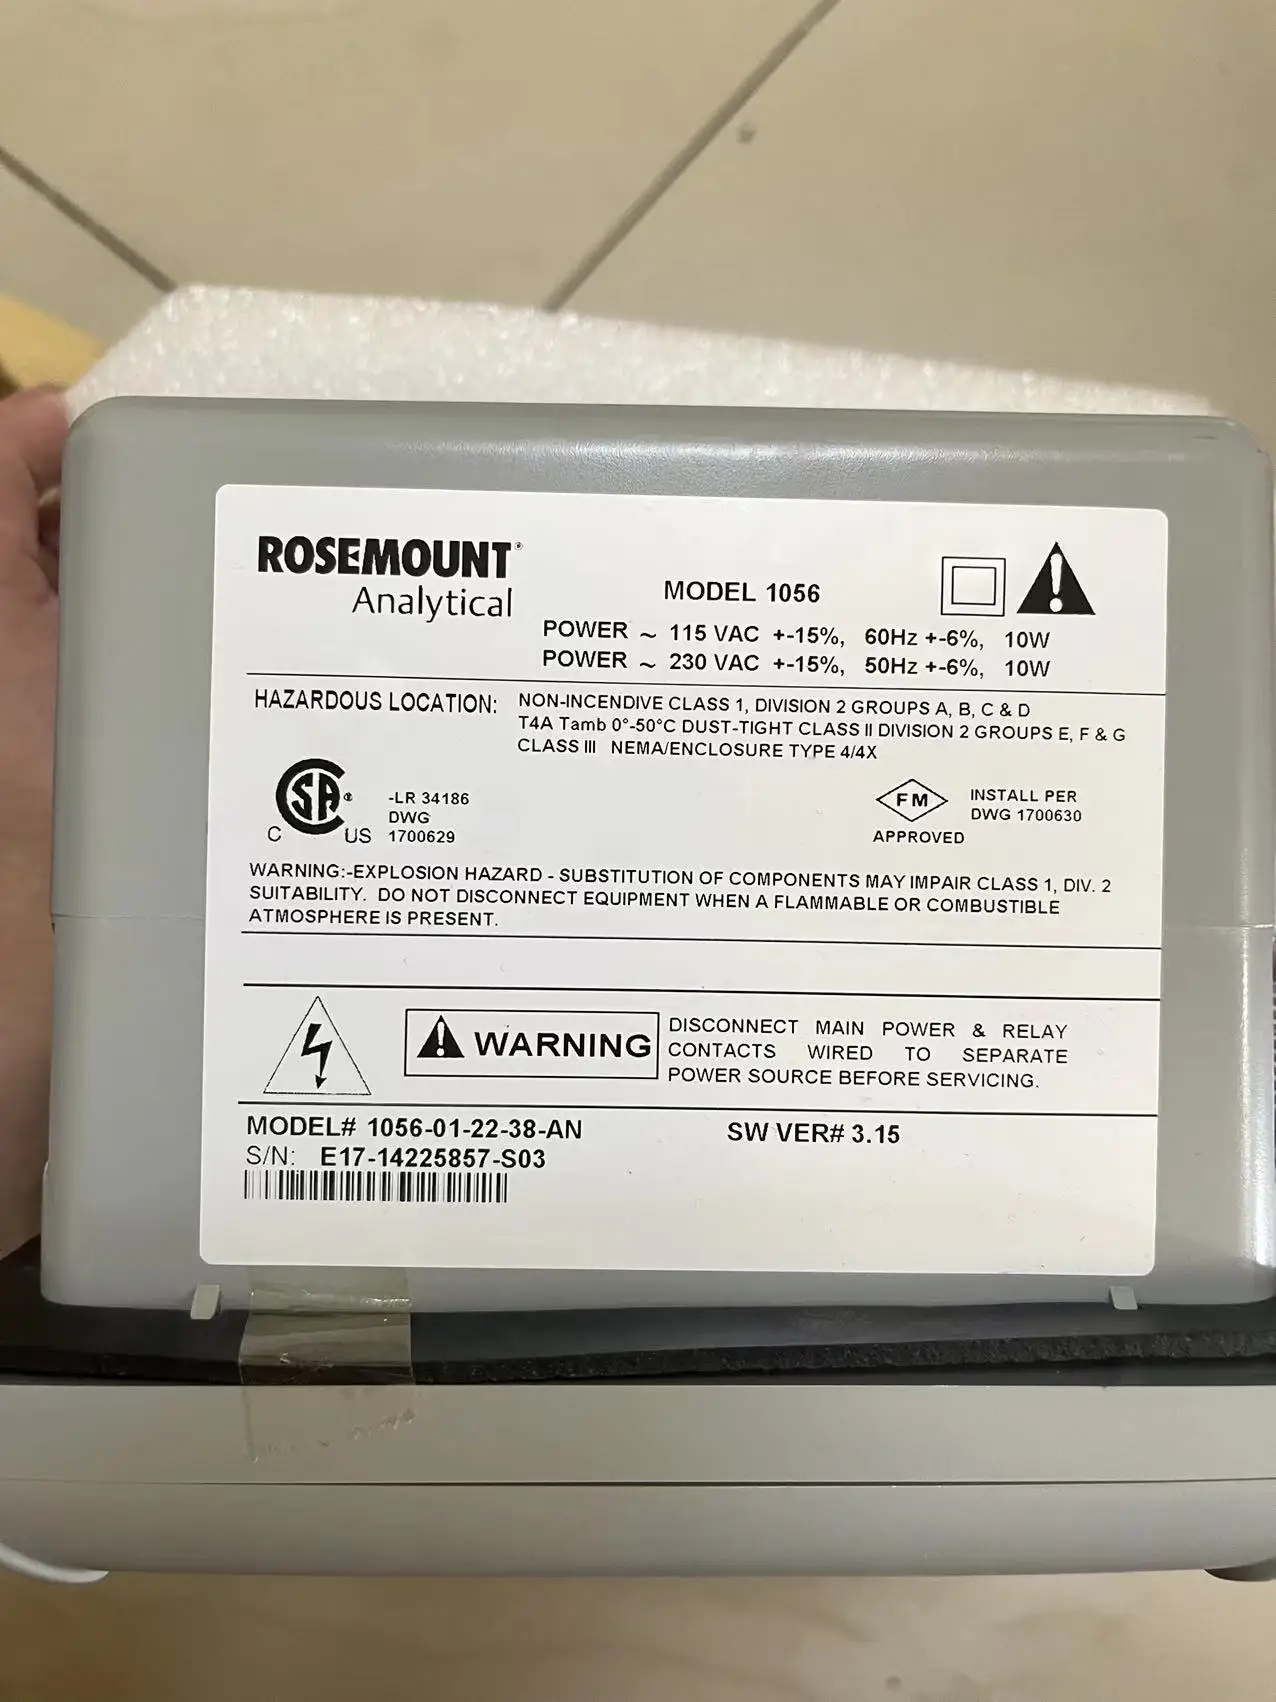 ROSEMOUNT®
Analytical
MODEL 1056
POWER ~ 115 VAC +-15%, 60Hz +-6%, 10W
POWER ~ 230 VAC +-15%, 50Hz +-6%, 10W
HAZARDOUS LOCATION: NON-INCENDIVE CLASS 1, DIVISION 2 GROUPS A, B, C & D
T4A Tamb 0°-50°C DUST-TIGHT CLASS II DIVISION 2 GROUPS E, F & G
CLASS III NEMA/ENCLOSURE TYPE 4/4X
C SA® US
-LR 34186
DWG
1700629
FM
APPROVED
INSTALL PER
DWG 1700630
WARNING:-EXPLOSION HAZARD - SUBSTITUTION OF COMPONENTS MAY IMPAIR CLASS 1, DIV. 2
SUITABILITY. DO NOT DISCONNECT EQUIPMENT WHEN A FLAMMABLE OR COMBUSTIBLE
ATMOSPHERE IS PRESENT.
WARNING
DISCONNECT MAIN POWER & RELAY
CONTACTS WIRED TO SEPARATE
POWER SOURCE BEFORE SERVICING.
MODEL# 1056-01-22-38-AN SW VER# 3.15
S/N: E17-14225857-S03